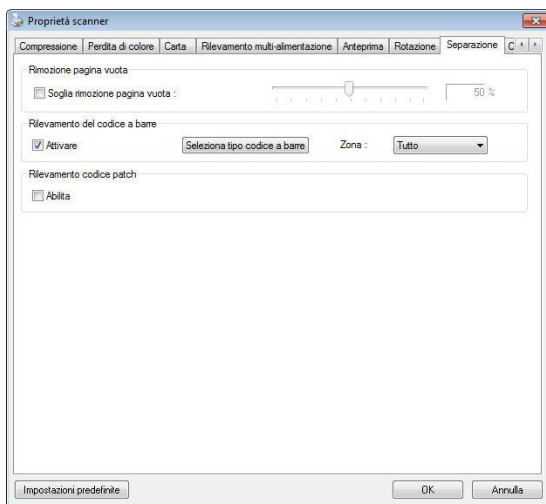 Proprietà scanner
Compressione Perdita di colore Carta Rilevamento multi-alimentazione Anteprima Rotazione Separazione C
Rimozione pagina vuota
Soglia rimozione pagina vuota : 50 %
Rilevamento del codice a barre
Attivare Seleziona tipo codice a barre Zona : Tutto
Rilevamento codice patch
Abilita
Impostazioni predefinite OK Annulla